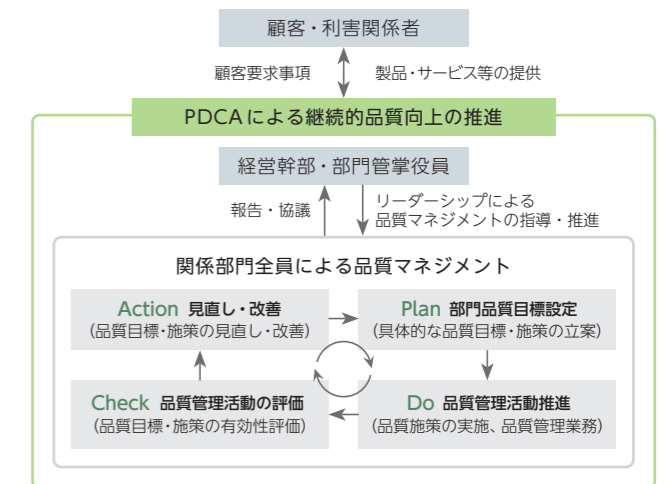 顧客・利害関係者
顧客要求事項
製品・サービス等の提供
PDCAによる継続的品質向上の推進
経営幹部・部門管掌役員
報告・協議
リーダーシップによる
品質マネジメントの指導・推進
関係部門全員による品質マネジメント
Action 見直し・改善
(品質目標・施策の見直し・改善)
Plan 部門品質目標設定
(具体的な品質目標・施策の立案)
Check 品質管理活動の評価
(品質目標・施策の有効性評価)
Do 品質管理活動推進
(品質施策の実施、品質管理業務)